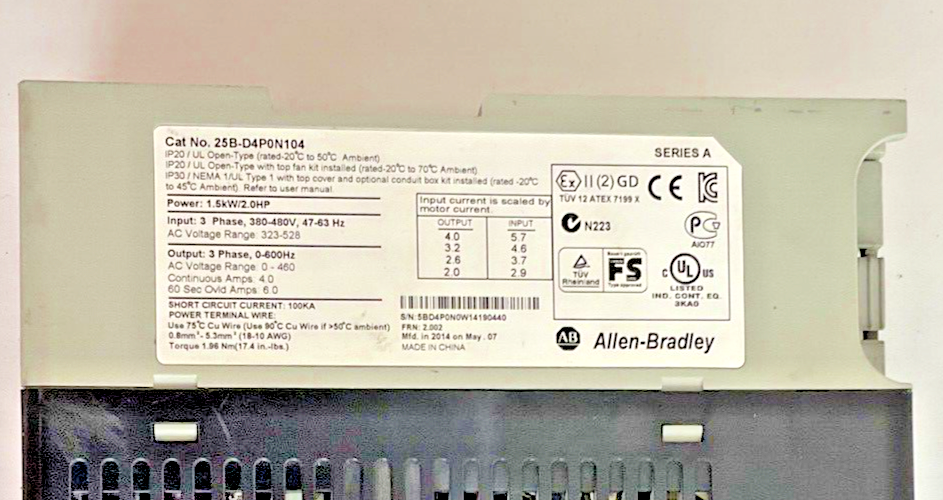 Cat No. 25B-D4P0N104
SERIES A
IP20 / UL Open-Type (rated-20°C to 50°C Ambient)
IP20 / UL Open-Type with top fan kit installed (rated-20°C to 70°C Ambient)
IP30 / NEMA 1/UL Type 1 with top cover and optional conduit box kit installed (rated -20°C
to 45°C Ambient). Refer to user manual.
Power: 1.5kW/2.0HP
Input: 3 Phase, 380-480V, 47-63 Hz
AC Voltage Range: 323-528
Output: 3 Phase, 0-600Hz
AC Voltage Range: 0 - 460
Continuous Amps: 4.0
60 Sec Ovld Amps: 6.0
SHORT CIRCUIT CURRENT: 100KA
POWER TERMINAL WIRE:
Use 75°C Cu Wire (Use 90°C Cu Wire if >50°C ambient)
0.8mm² - 5.3mm² (18-10 AWG)
Torque 1.96 Nm(17.4 in.-lbs.)
Input current is scaled by
motor current.
OUTPUT INPUT
4.0 5.7
3.2 4.6
2.6 3.7
2.0 2.9
S/N:5BD4P0N0W14190440
FRN: 2.002
Mfd. in 2014 on May . 07
MADE IN CHINA
Ex II (2) GD
CE
TÜV 12 ATEX 7199 X
N223
PC
АІ077
TÜV
Rheinland
FS
Type approved
C UL US
LISTED
IND. CONT. EQ.
3KA0
AB Allen-Bradley